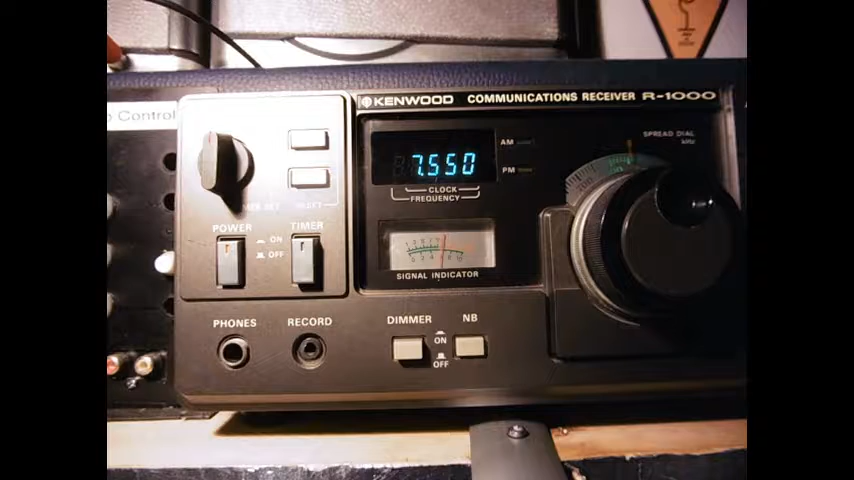 Control
KENWOOD COMMUNICATIONS RECEIVER R-1000
SPREAD DIAL
kHz
AM
7.550
PM
CLOCK
FREQUENCY
POWER
TIMER
ON
OFF
SIGNAL INDICATOR
PHONES
RECORD
DIMMER
NB
ON
OFF